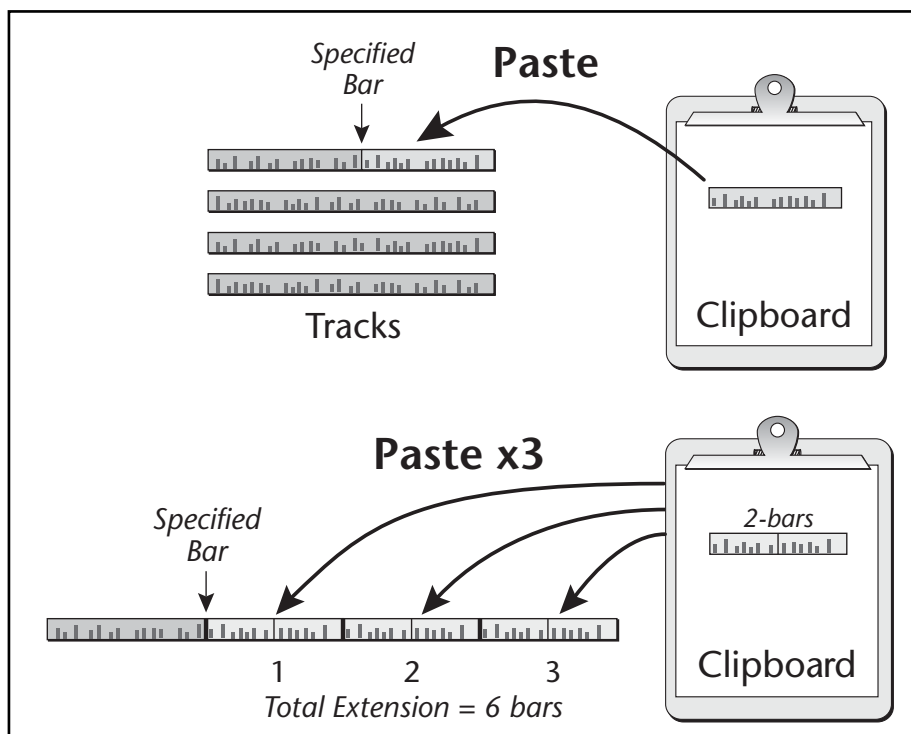 Specified
Bar
Paste
Clipboard
Tracks
Paste x3
Specified
Bar
2-bars
Clipboard
1 2 3
Total Extension = 6 bars